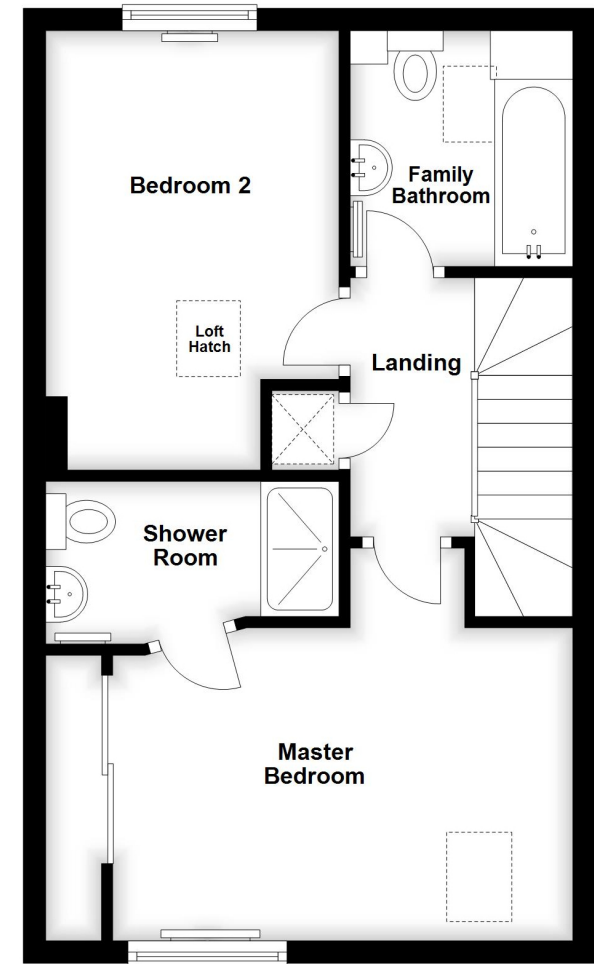 Bedroom 2
Family
Bathroom
Loft
Hatch
Landing
Shower
Room
Master
Bedroom